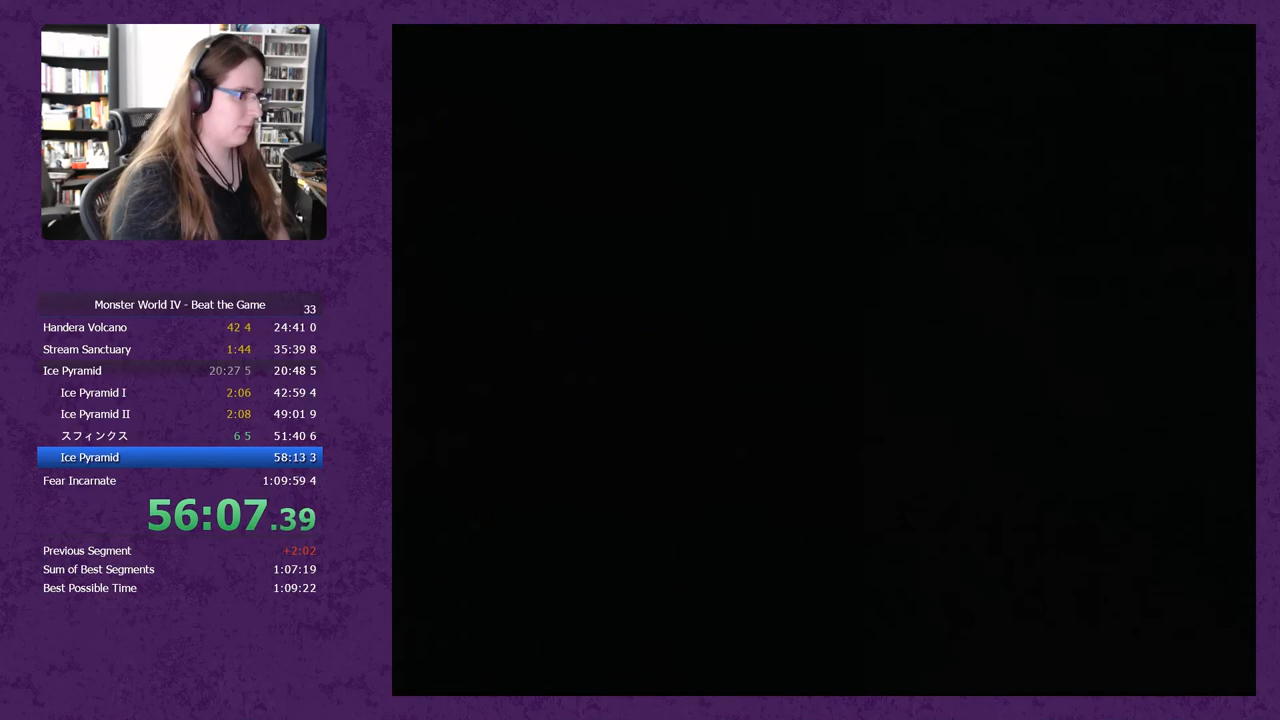 Monster World IV - Beat the Game 33
Handera Volcano 42 4 24:41 0
Stream Sanctuary 1:44 35:39 8
Ice Pyramid 20:27 5 20:48 5
Ice Pyramid I 2:06 42:59 4
Ice Pyramid II 2:08 49:01 9
スフィンクス 6 5 51:40 6
Ice Pyramid 58:13 3
Fear Incarnate 1:09:59 4
56:07.39
Previous Segment +2:02
Sum of Best Segments 1:07:19
Best Possible Time 1:09:22